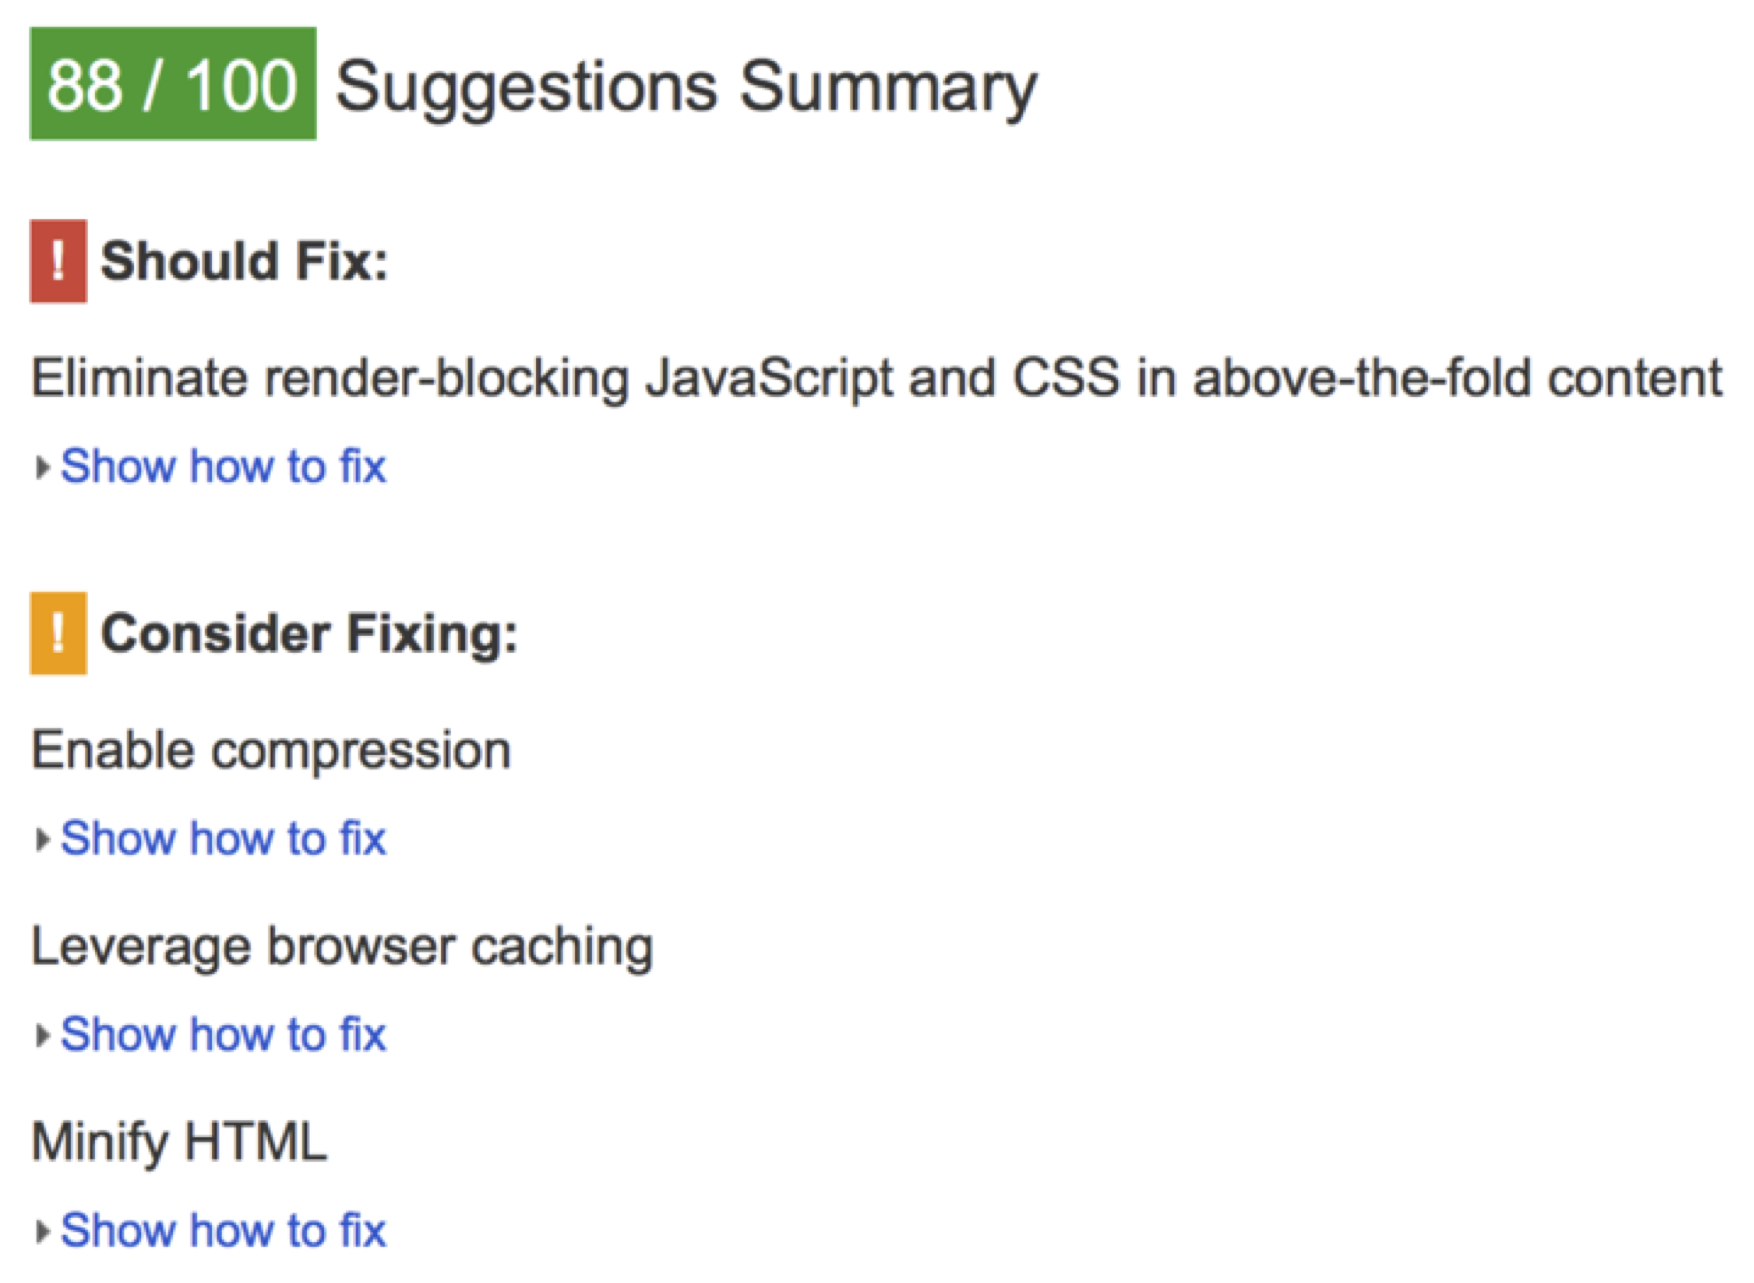 88 / 100 Suggestions Summary
! Should Fix:
Eliminate render-blocking JavaScript and CSS in above-the-fold content
Show how to fix
! Consider Fixing:
Enable compression
Show how to fix
Leverage browser caching
Show how to fix
Minify HTML
Show how to fix